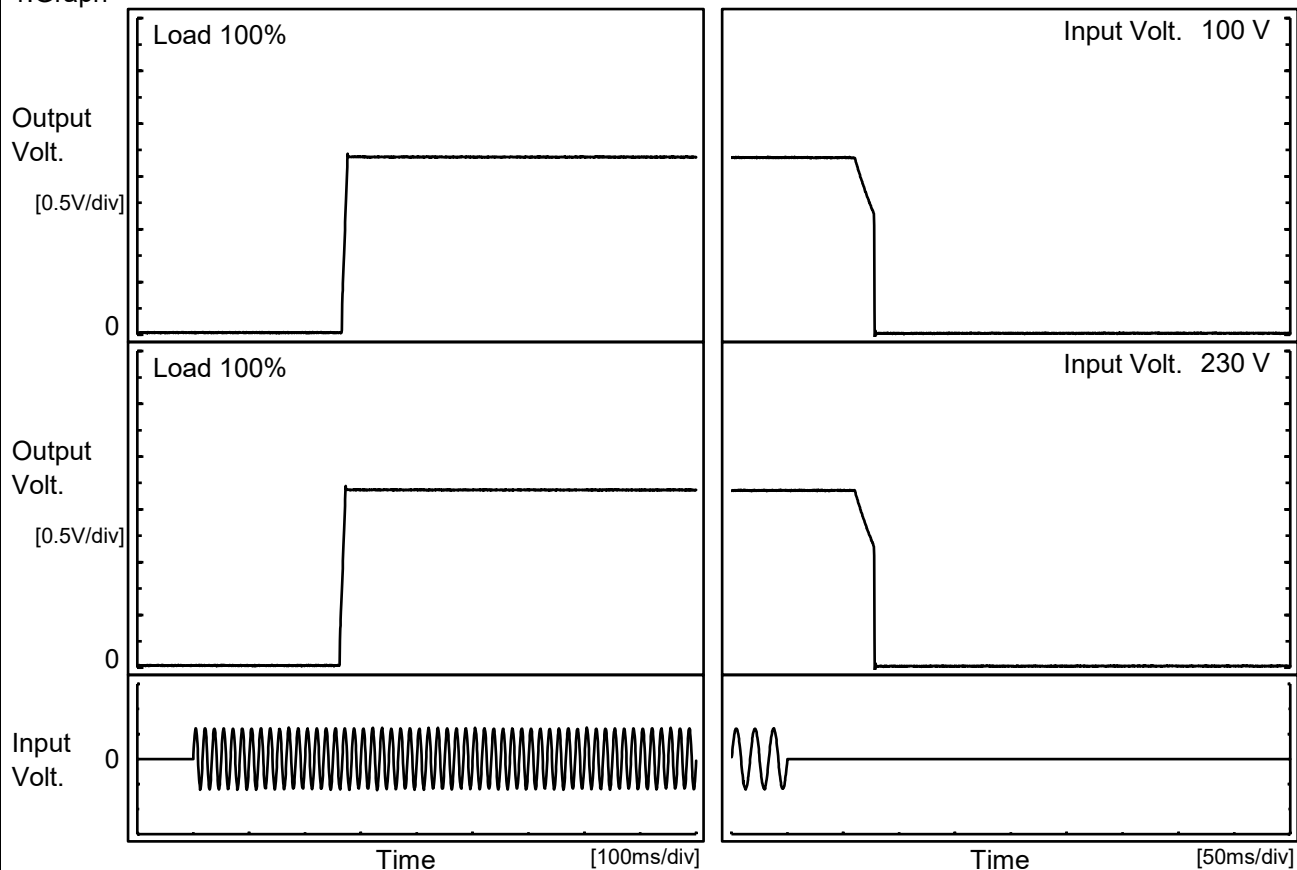 Load 100%
Input Volt. 100 V
Output
Volt.
[0.5V/div]
0
Load 100%
Input Volt. 230 V
Output
Volt.
[0.5V/div]
0
Input
Volt.
0
Time
[100ms/div]
Time
[50ms/div]